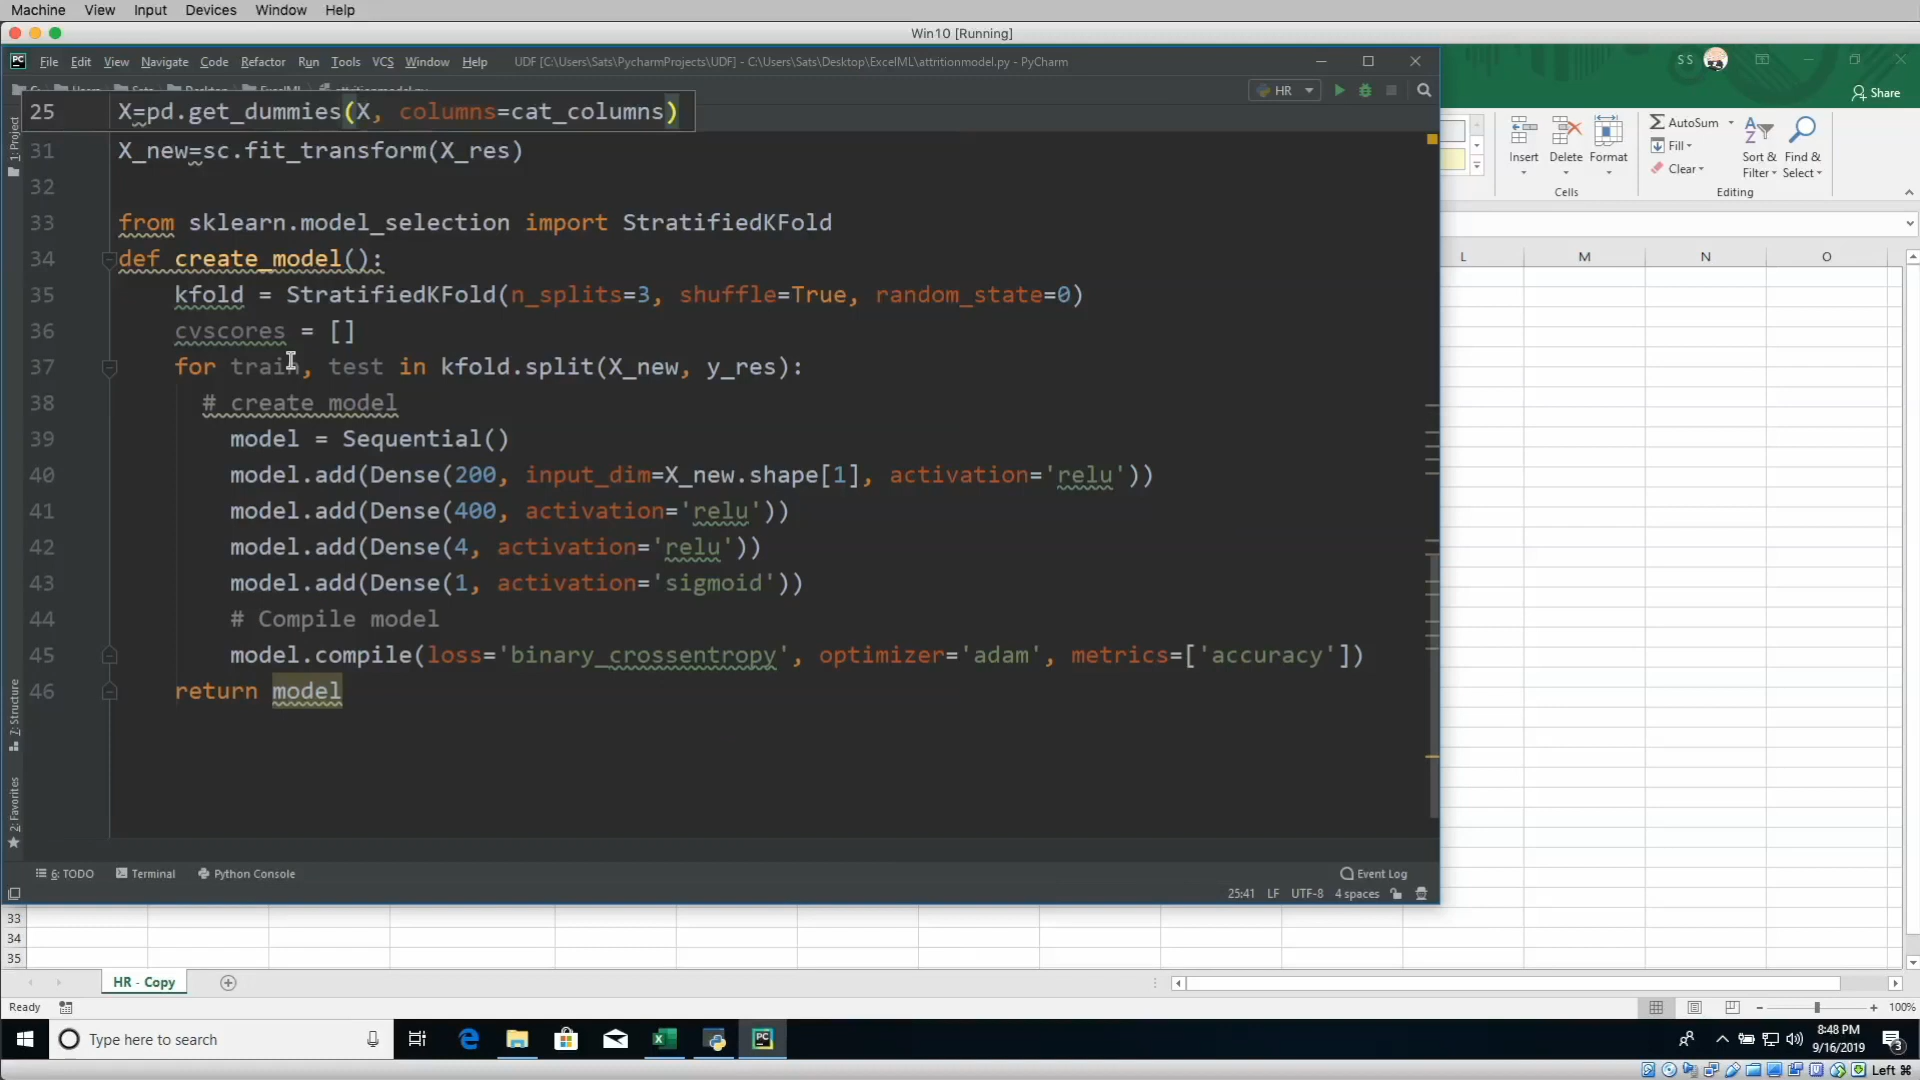 Machine View Input Devices Window Help
Win10 [Running]
PC File Edit View Navigate Code Refactor Run Tools VCS Window Help UDF [C:\Users\Sats\PycharmProjects\UDF] - C:\Users\Sats\Desktop\ExcelML\attritionmodel.py - PyCharm
S S
HR
Share
25 X=pd.get_dummies(X, columns=cat_columns)
31 X_new=sc.fit_transform(X_res)
32
33 from sklearn.model_selection import StratifiedKFold
34 def create_model():
35 kfold = StratifiedKFold(n_splits=3, shuffle=True, random_state=0)
36 cvscores = []
37 for train, test in kfold.split(X_new, y_res):
38 # create model
39 model = Sequential()
40 model.add(Dense(200, input_dim=X_new.shape[1], activation='relu'))
41 model.add(Dense(400, activation='relu'))
42 model.add(Dense(4, activation='relu'))
43 model.add(Dense(1, activation='sigmoid'))
44 # Compile model
45 model.compile(loss='binary_crossentropy', optimizer='adam', metrics=['accuracy'])
46 return model
1: Project
7: Structure
2: Favorites
6: TODO Terminal Python Console Event Log
25:41 LF UTF-8 4 spaces
Insert Delete Format
Cells
AutoSum
Fill
Clear
Sort & Filter
Find & Select
Editing
L M N O
33
34
35
HR - Copy
Ready 100%
Type here to search
8:48 PM
9/16/2019
3
Left ⌘